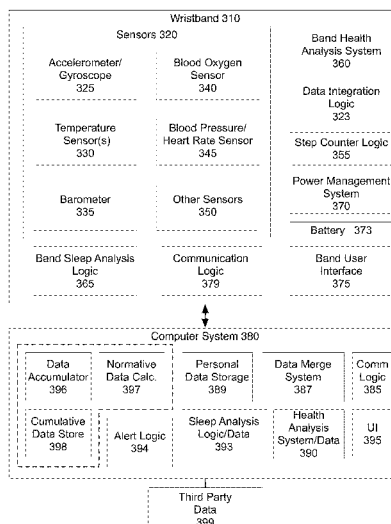 Wristband 310
Sensors 320
Accelerometer/
Gyroscope
325
Blood Oxygen
Sensor
340
Temperature
Sensor(s)
330
Blood Pressure/
Heart Rate Sensor
345
Barometer
335
Other Sensors
350
Band Health
Analysis System
360
Data Integration
Logic
323
Step Counter Logic
355
Power Management
System
370
Battery 373
Band Sleep Analysis
Logic
365
Communication
Logic
379
Band User
Interface
375
Computer System 380
Data
Accumulator
396
Normative
Data Calc.
397
Personal
Data Storage
389
Data Merge
System
387
Comm
Logic
385
Cumulative
Data Store
398
Alert Logic
394
Sleep Analysis
Logic/Data
393
Health
Analysis
System/Data
390
UI
395
Third Party
Data
399